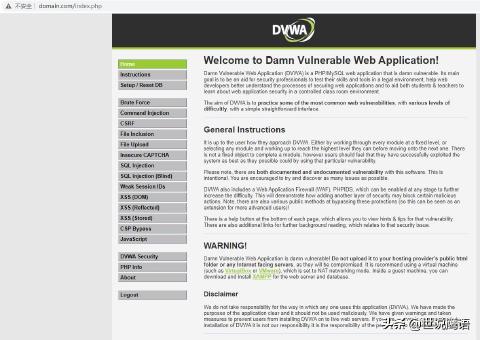 不安全 | domain.com/index.php
DVWA
Home
Instructions
Setup / Reset DB
Brute Force
Command Injection
CSRF
File Inclusion
File Upload
Insecure CAPTCHA
SQL Injection
SQL Injection (Blind)
Weak Session IDs
XSS (DOM)
XSS (Reflected)
XSS (Stored)
CSP Bypass
JavaScript
DVWA Security
PHP Info
About
Logout
Welcome to Damn Vulnerable Web Application!
Damn Vulnerable Web Application (DVWA) is a PHP/MySQL web application that is damn vulnerable. Its main
goal is to be an aid for security professionals to test their skills and tools in a legal environment, help web
developers better understand the processes of securing web applications and to aid both students & teachers to
learn about web application security in a controlled class room environment.
The aim of DVWA is to practice some of the most common web vulnerabilities, with various levels of
difficulty, with a simple straightforward interface.
General Instructions
It is up to the user how they approach DVWA. Either by working through every module at a fixed level, or
selecting any module and working up to reach the highest level they can before moving onto the next one. There
is not a fixed object to complete a module; however users should feel that they have successfully exploited the
system as best as they possible could by using that particular vulnerability.
Please note, there are both documented and undocumented vulnerability with this software. This is
intentional. You are encouraged to try and discover as many issues as possible.
DVWA also includes a Web Application Firewall (WAF), PHPIDS, which can be enabled at any stage to further
increase the difficulty. This will demonstrate how adding another layer of security may block certain malicious
actions. Note, there are also various public methods at bypassing these protections (so this can be seen as an
extension for more advanced users)!
There is a help button at the bottom of each page, which allows you to view hints & tips for that vulnerability.
There are also additional links for further background reading, which relates to that security issue.
WARNING!
Damn Vulnerable Web Application is damn vulnerable! Do not upload it to your hosting provider's public html
folder or any Internet facing servers, as they will be compromised. It is recommend using a virtual machine
(such as VirtualBox or VMware), which is set to NAT networking mode. Inside a guest machine, you can
download and install XAMPP for the web server and database.
Disclaimer
We do not take responsibility for the way in which any one uses this application (DVWA). We have made the
purposes of the application clear and it should not be used maliciously. We have given warnings and taken
measures to prevent users from installing DVWA on to live web servers. If
installation of DVWA it is not our responsibility it is the responsibility of the
头条@世说鹰语